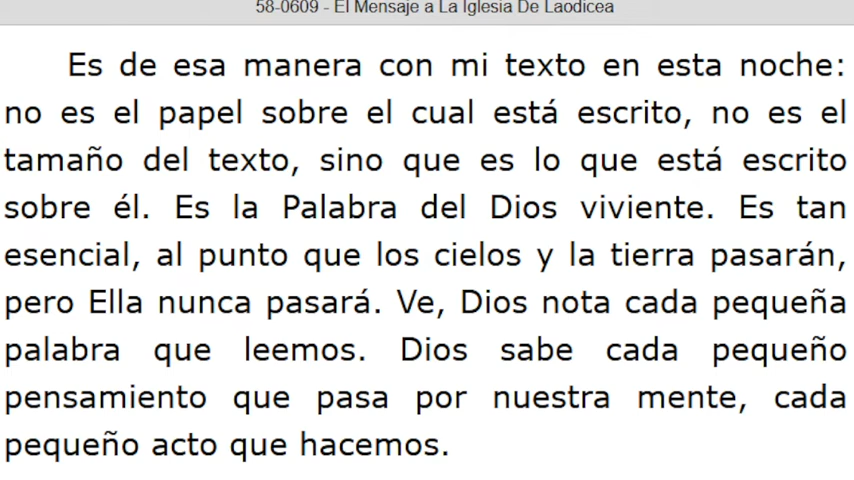 58-0609 - El Mensaje a La Iglesia De Laodicea
Es de esa manera con mi texto en esta noche:
no es el papel sobre el cual está escrito, no es el
tamaño del texto, sino que es lo que está escrito
sobre él. Es la Palabra del Dios viviente. Es tan
esencial, al punto que los cielos y la tierra pasarán,
pero Ella nunca pasará. Ve, Dios nota cada pequeña
palabra que leemos. Dios sabe cada pequeño
pensamiento que pasa por nuestra mente, cada
pequeño acto que hacemos.